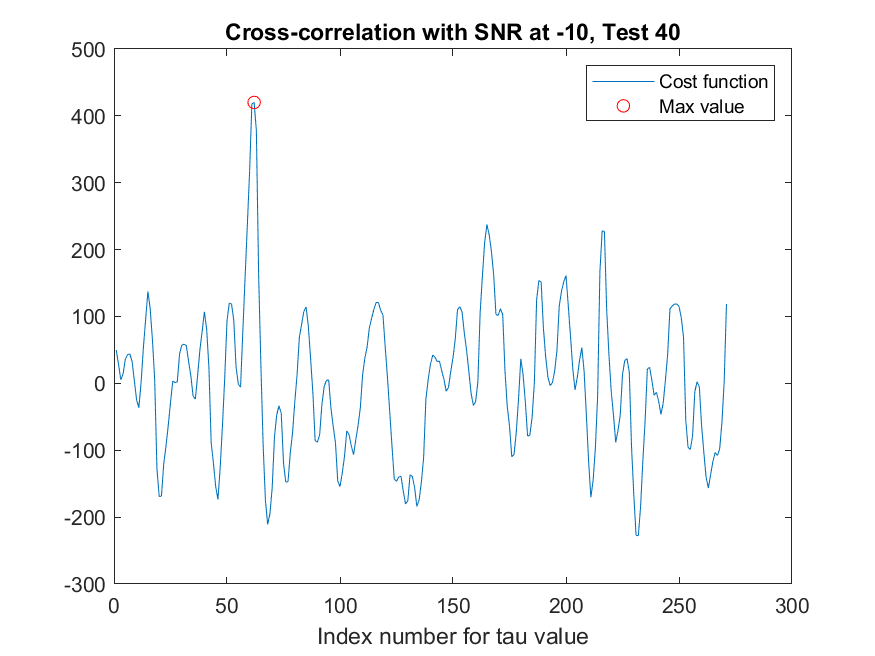 Cross-correlation with SNR at -10, Test 40
500
400
300
200
100
0
-100
-200
-300
Cost function
Max value
0 50 100 150 200 250 300
Index number for tau value